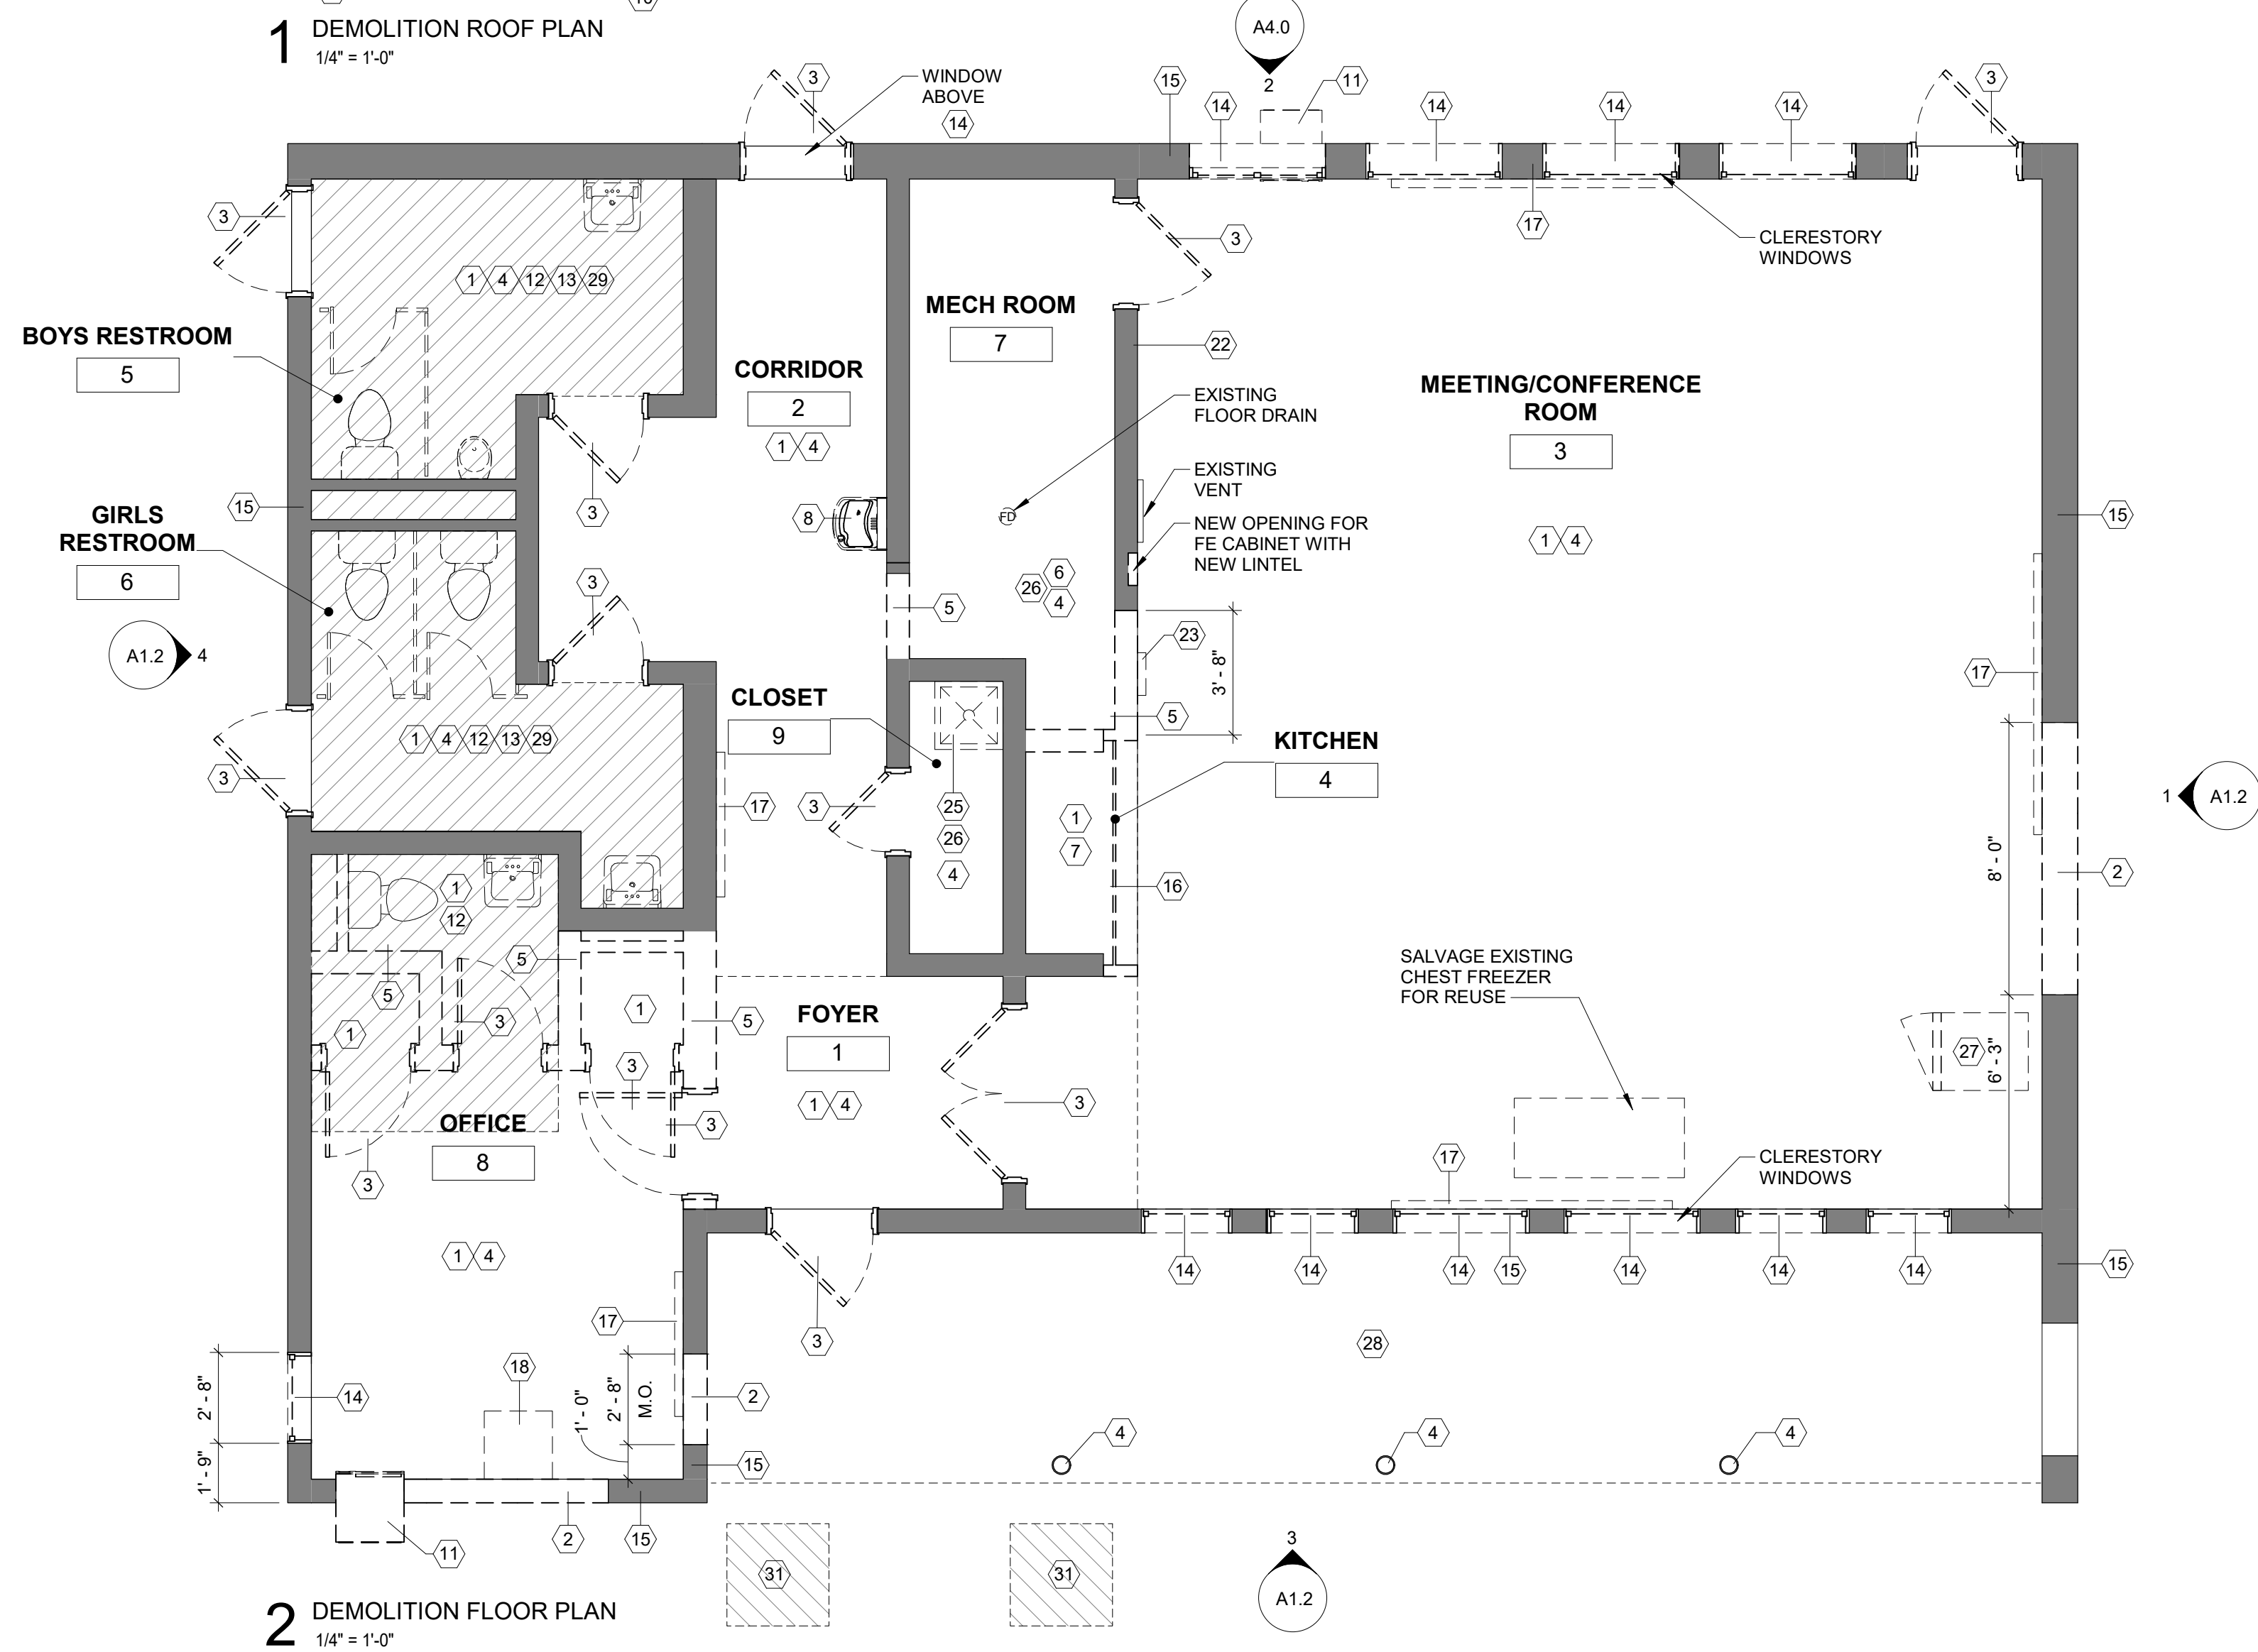 1 DEMOLITION ROOF PLAN
1/4" = 1'-0"
A4.0
2
3
WINDOW
ABOVE
14
15
14
11
14
14
14
3
3
17
CLERESTORY
WINDOWS
3
1 4 12 13 29
BOYS RESTROOM
5
MECH ROOM
7
22
CORRIDOR
2
1 4
MEETING/CONFERENCE
ROOM
3
1 4
EXISTING
FLOOR DRAIN
EXISTING
VENT
NEW OPENING FOR
FE CABINET WITH
NEW LINTEL
FD
8
3
15
15
GIRLS
RESTROOM
6
3
26 6
4
5
23
3' - 8"
A1.2
4
17
CLOSET
9
5
KITCHEN
4
1 4 12 13 29
3
17
3
25
26
4
1
7
16
8' - 0"
1
A1.2
2
1
12
5
5
1
3
1
5
FOYER
1
1 4
3
3
3
SALVAGE EXISTING
CHEST FREEZER
FOR REUSE
27
6' - 3"
OFFICE
8
3
17
CLERESTORY
WINDOWS
1 4
3
14
14
14
15
14
14
14
15
17
28
2' - 8"
14
18
1' - 0"
2' - 8"
M.O.
2
1' - 9"
15
4
4
4
11
2
15
31
31
3
A1.2
2 DEMOLITION FLOOR PLAN
1/4" = 1'-0"